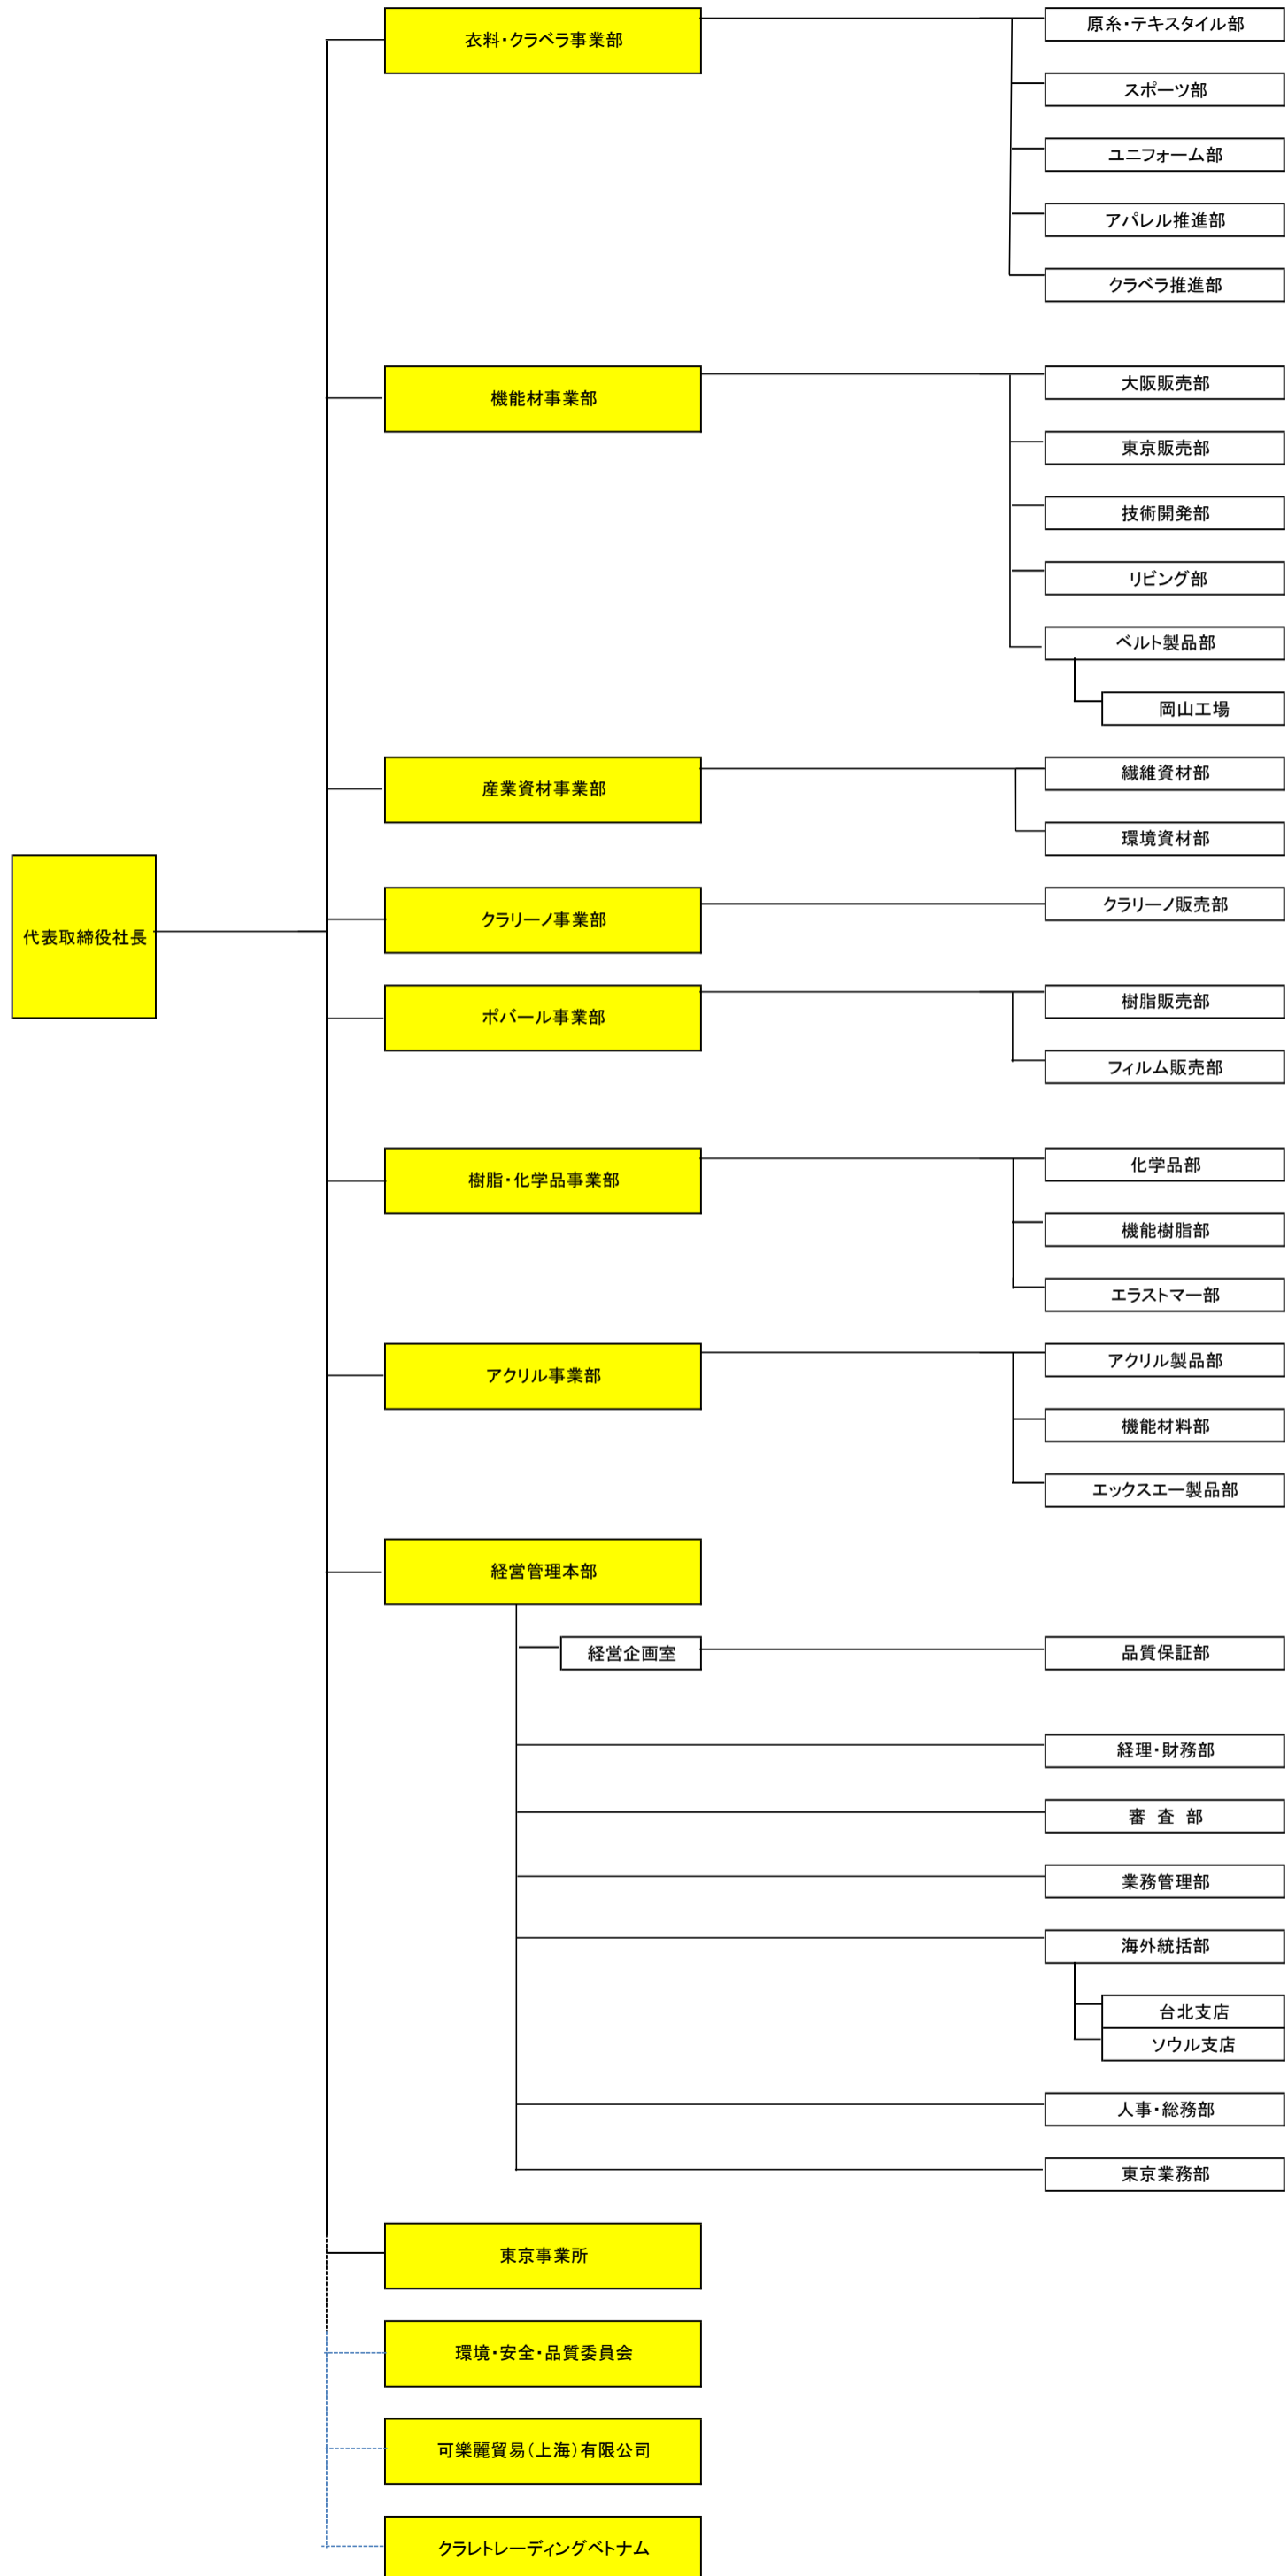 衣料・クラベラ事業部
原糸・テキスタイル部
スポーツ部
ユニフォーム部
アパレル推進部
クラベラ推進部
機能材事業部
大阪販売部
東京販売部
技術開発部
リビング部
ベルト製品部
岡山工場
産業資材事業部
繊維資材部
環境資材部
代表取締役社長
クラリーノ事業部
クラリーノ販売部
ポバール事業部
樹脂販売部
フィルム販売部
樹脂・化学品事業部
化学品部
機能樹脂部
エラストマー部
アクリル事業部
アクリル製品部
機能材料部
エックスエー製品部
経営管理本部
経営企画室
品質保証部
経理・財務部
審 査 部
業務管理部
海外統括部
台北支店
ソウル支店
人事・総務部
東京業務部
東京事業所
環境・安全・品質委員会
可樂麗貿易（上海）有限公司
クラレトレーディングベトナム